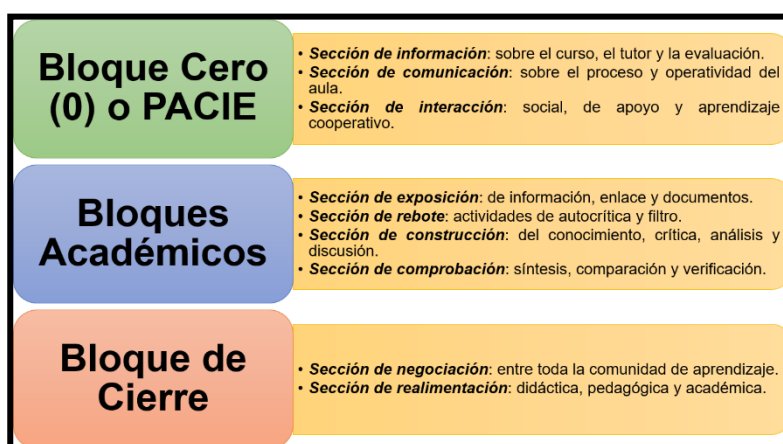 Bloque Cero
(0) o PACIE
• Sección de información: sobre el curso, el tutor y la evaluación.
• Sección de comunicación: sobre el proceso y operatividad del
aula.
• Sección de interacción: social, de apoyo y aprendizaje
cooperativo.
Bloques
Académicos
• Sección de exposición: de información, enlace y documentos.
• Sección de rebote: actividades de autocrítica y filtro.
• Sección de construcción: del conocimiento, crítica, análisis y
discusión.
• Sección de comprobación: síntesis, comparación y verificación.
Bloque de
Cierre
• Sección de negociación: entre toda la comunidad de aprendizaje.
• Sección de realimentación: didáctica, pedagógica y académica.